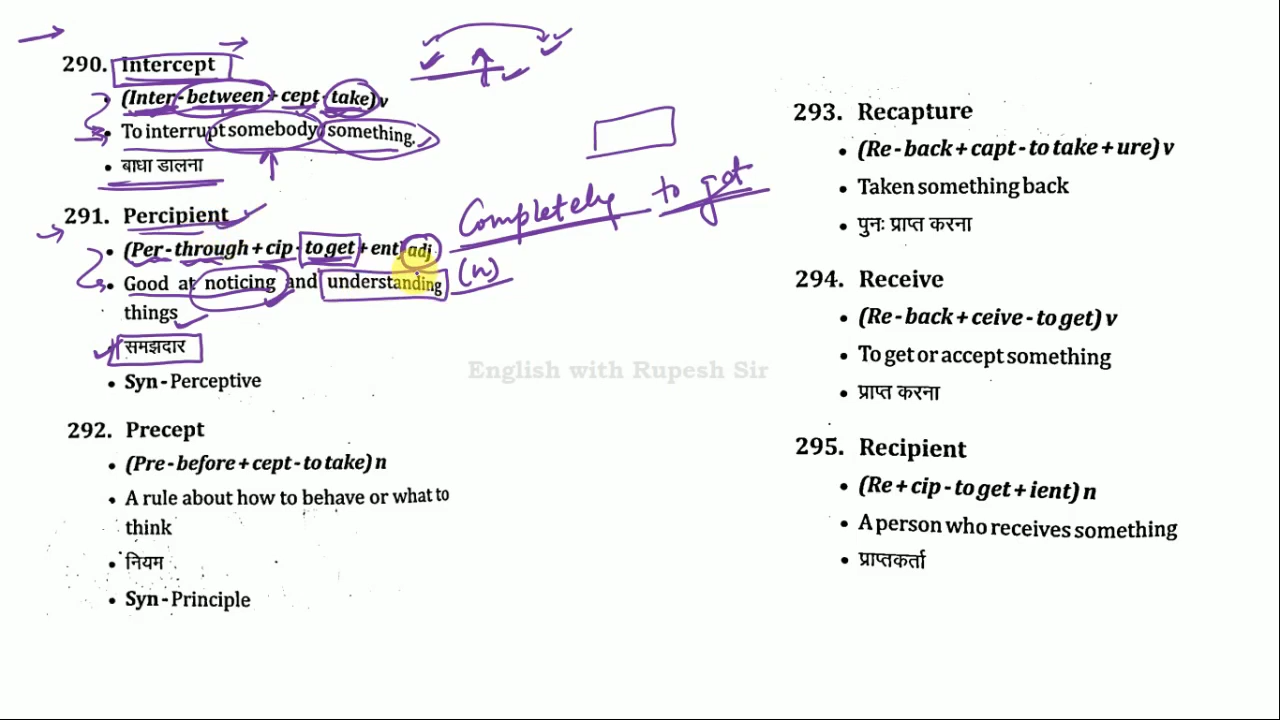 290. Intercept
• (Inter-between + cept - take) v
• To interrupt somebody/something.
• बाधा डालना
291. Percipient
• (Per-through + cip - to get + ent) adj
• Good at noticing and understanding
things
• समझदार
• Syn-Perceptive
292. Precept
• (Pre-before + cept - to take) n
• A rule about how to behave or what to
think
• नियम
• Syn-Principle
Completely to get
(n)
English with Rupesh Sir
293. Recapture
• (Re-back + capt - to take + ure) v
• Taken something back
• पुनः प्राप्त करना
294. Receive
• (Re-back + ceive - to get) v
• To get or accept something
• प्राप्त करना
295. Recipient
• (Re + cip - to get + ient) n
• A person who receives something
• प्राप्तकर्ता